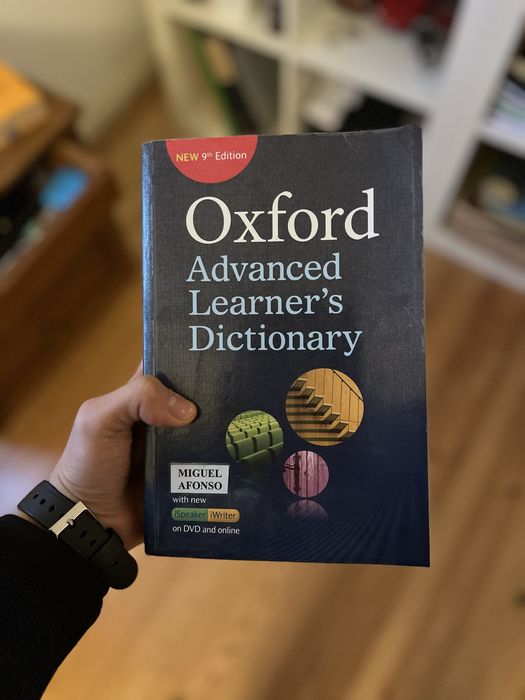 NEW 9th Edition
Oxford
Advanced
Learner's
Dictionary
MIGUEL
AFONSO
with new
iSpeaker iWriter
on DVD and online